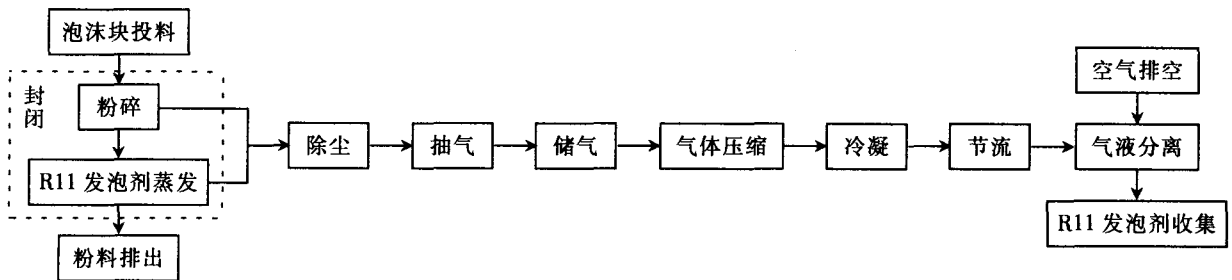 泡沫块投料
封闭
粉碎
R11 发泡剂蒸发
粉料排出
除尘
抽气
储气
气体压缩
冷凝
节流
空气排空
气液分离
R11 发泡剂收集